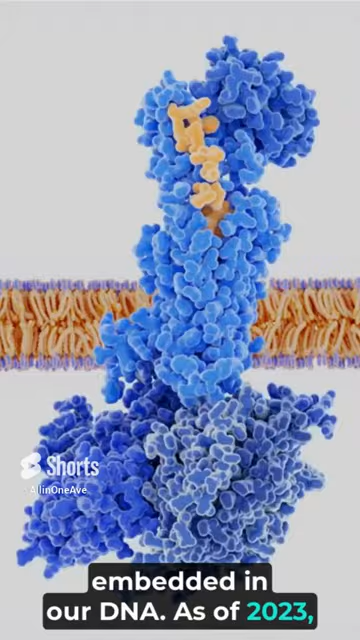 Shorts
AllinOneAve
embedded in
our DNA. As of 2023,